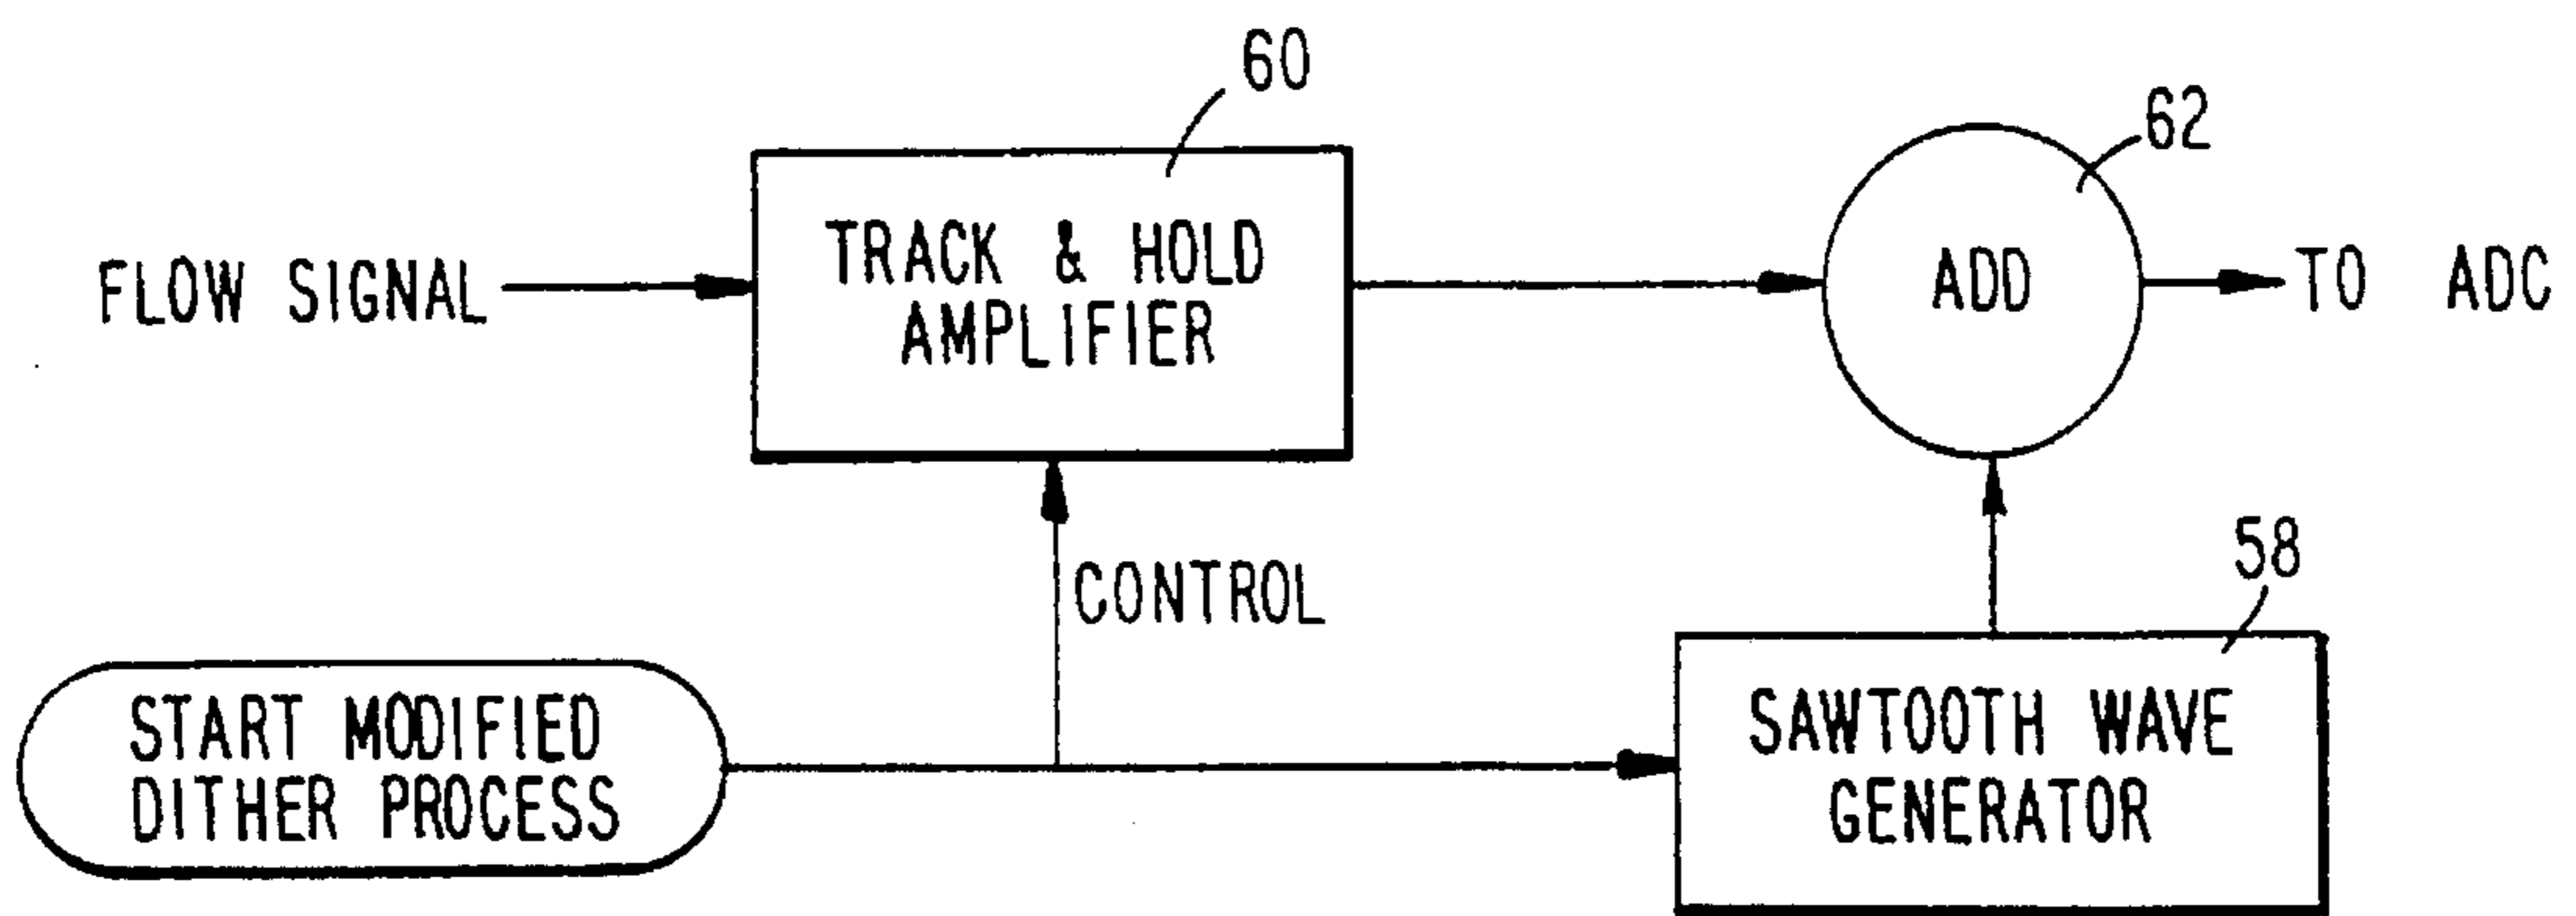 60
62
FLOW SIGNAL
TRACK & HOLD
AMPLIFIER
ADD
TO ADC
CONTROL
58
START MODIFIED
DITHER PROCESS
SAWTOOTH WAVE
GENERATOR